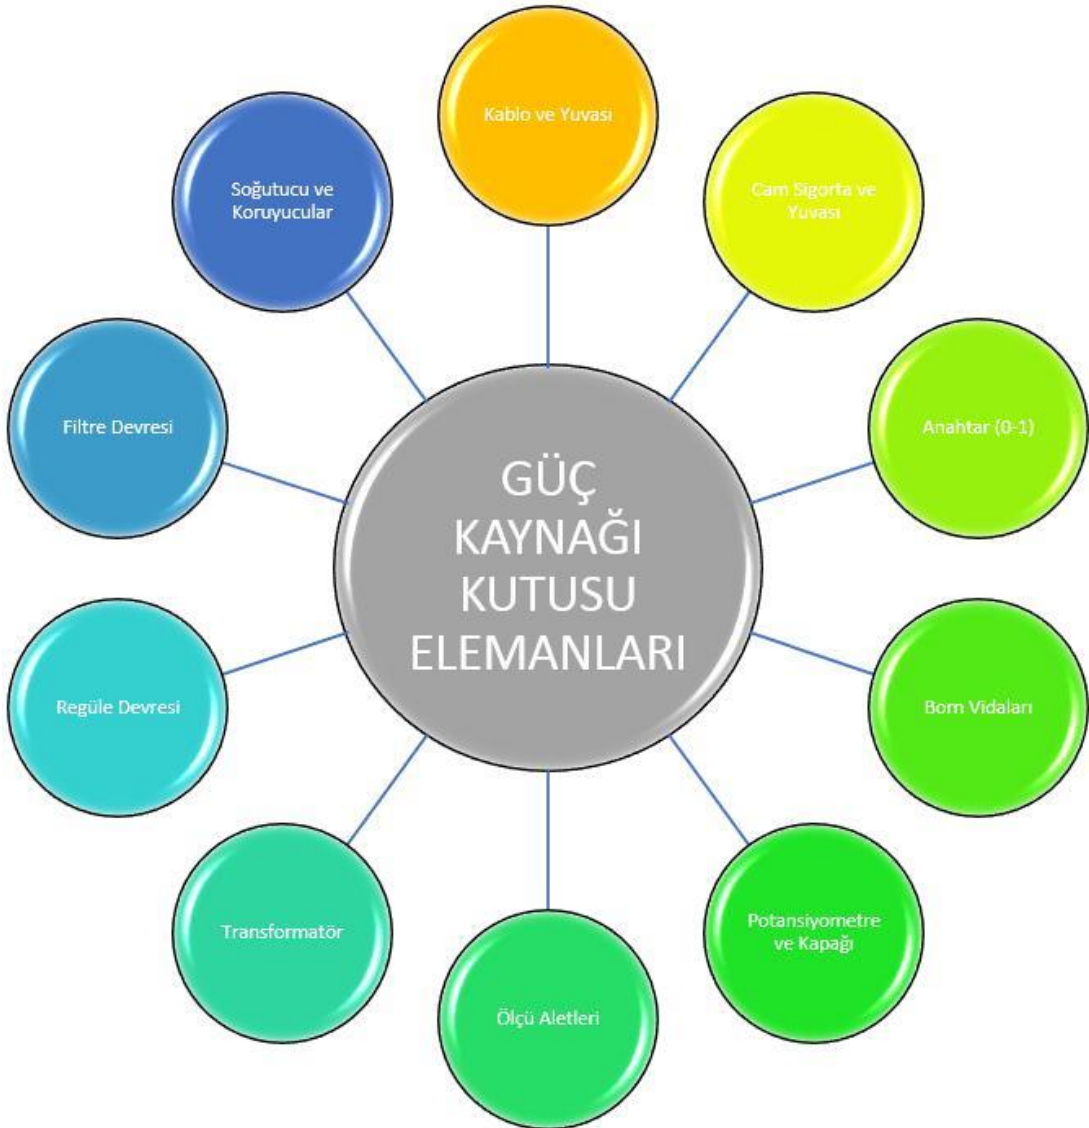 GÜÇ
KAYNAĞI
KUTUSU
ELEMANLARI
Kablo ve Yuvası
Cam Sigorta ve
Yuvası
Anahtar (0-1)
Born Vidaları
Potansiyometre
ve Kapağı
Ölçü Aletleri
Transformatör
Regüle Devresi
Filtre Devresi
Soğutucu ve
Koruyucular